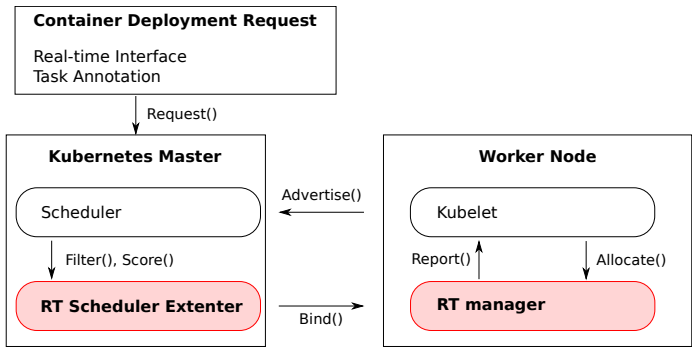 Container Deployment Request
Real-time Interface
Task Annotation
Request()
Kubernetes Master
Worker Node
Scheduler
Advertise()
Kubelet
Filter(), Score()
Report()
Allocate()
RT Scheduler Extenter
Bind()
RT manager